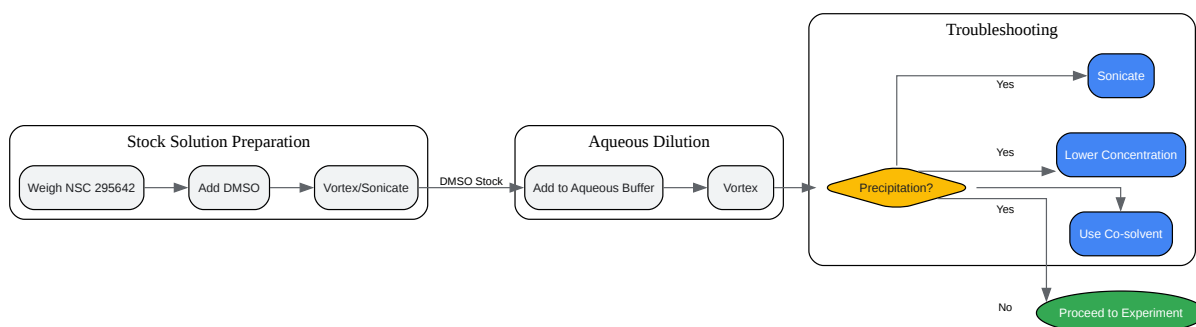 Stock Solution Preparation
Weigh NSC 295642
Add DMSO
Vortex/Sonicate
DMSO Stock
Aqueous Dilution
Add to Aqueous Buffer
Vortex
Troubleshooting
Precipitation?
Yes
Sonicate
Yes
Lower Concentration
Yes
Use Co-solvent
No
Proceed to Experiment